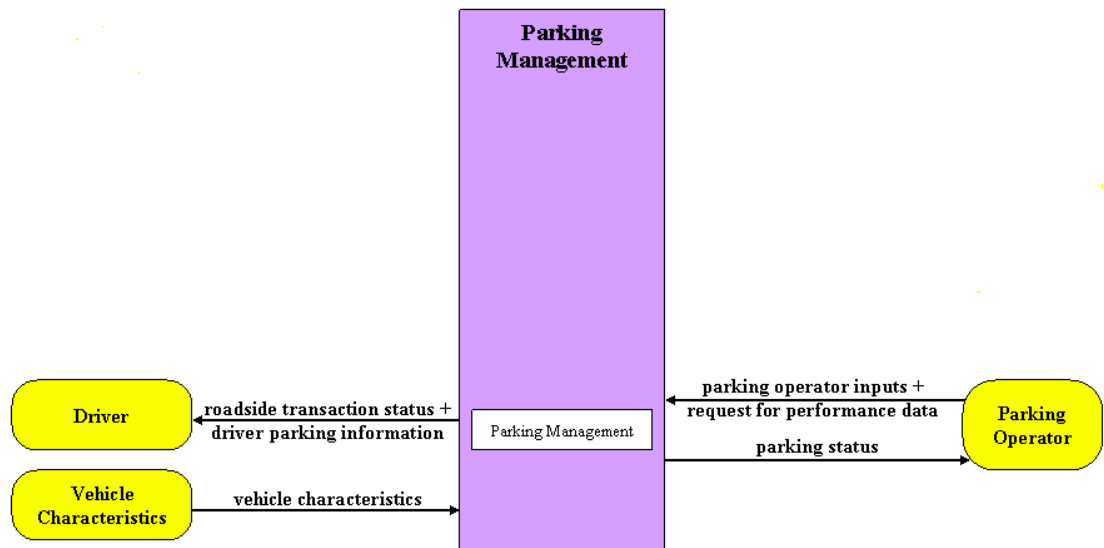 Parking
Management
Driver
roadside transaction status +
driver parking information
Parking Management
parking operator inputs +
request for performance data
Parking
Operator
parking status
Vehicle
Characteristics
vehicle characteristics